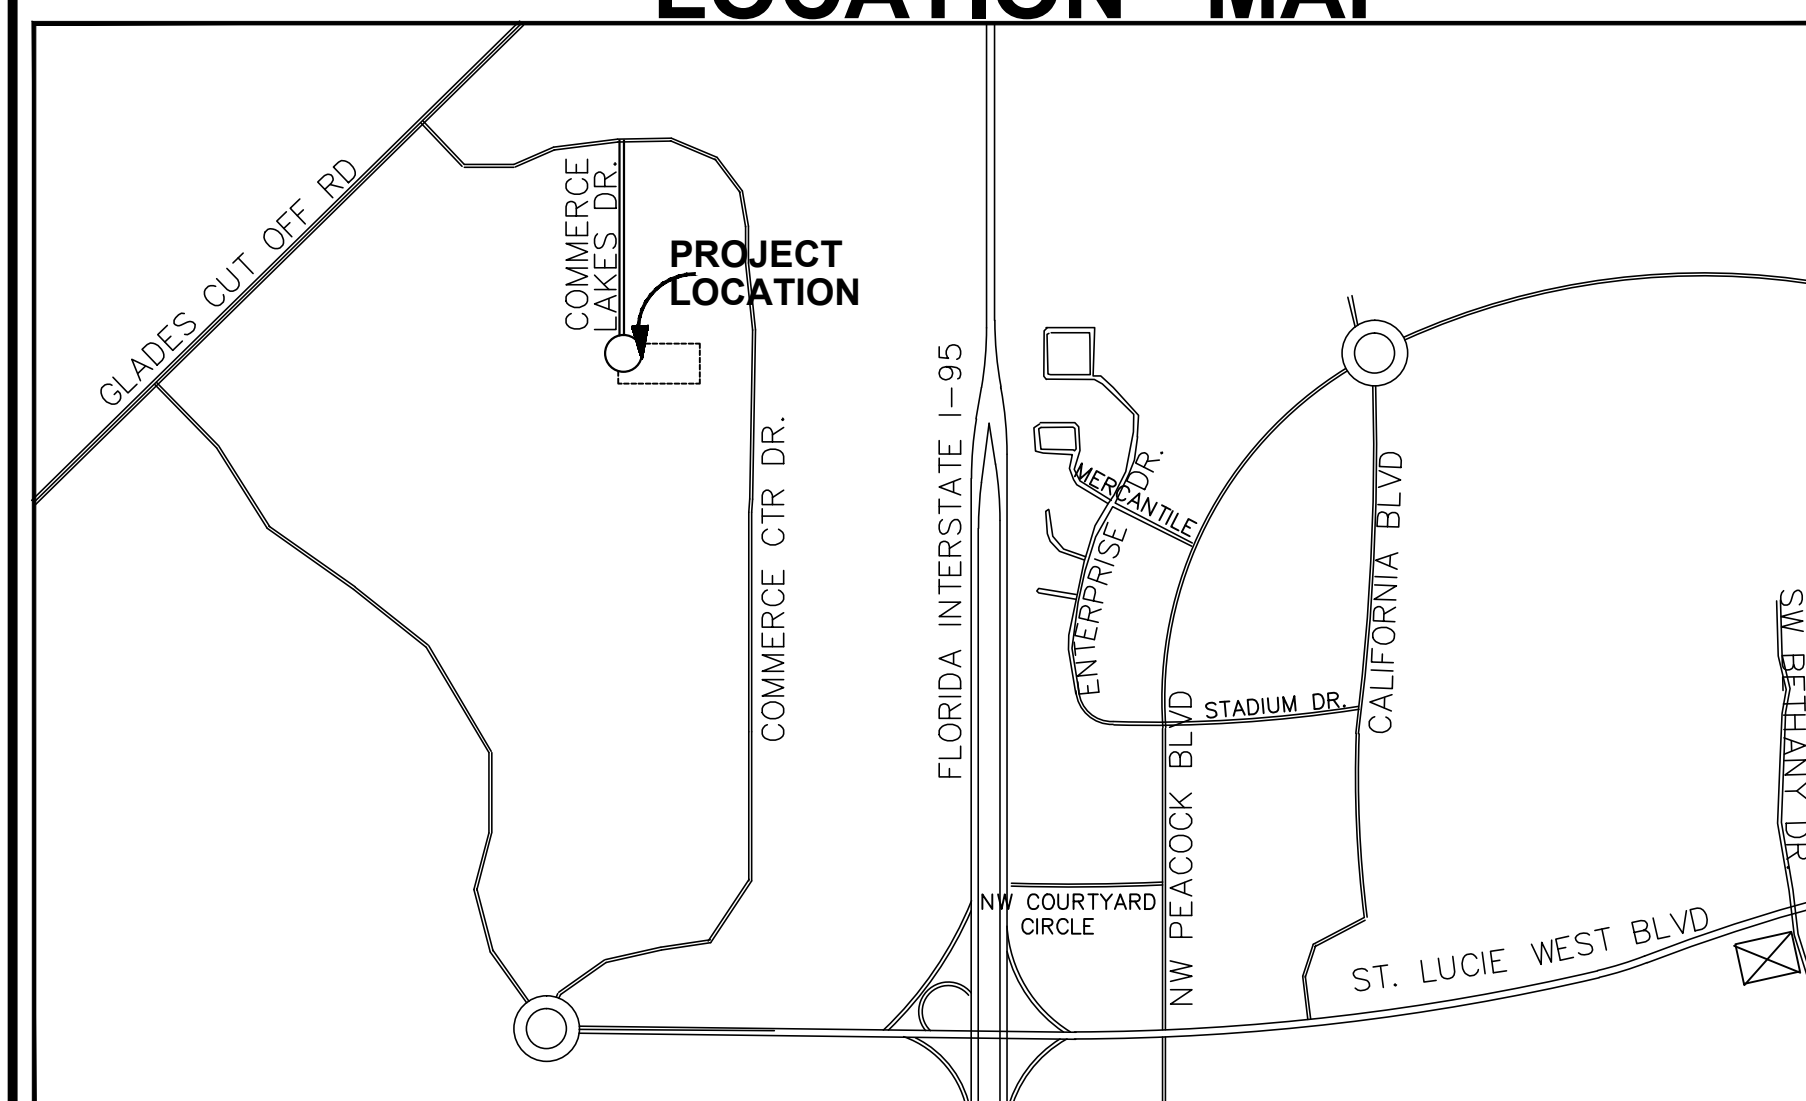 LOCATION MAP
GLADES CUT OFF RD
COMMERCE
LAKES DR.
PROJECT
LOCATION
COMMERCE CTR DR.
FLORIDA INTERSTATE I-95
MERCANTILE
ENTERPRISE DR.
STADIUM DR.
CALIFORNIA BLVD
NW PEACOCK BLVD
NW COURTYARD
CIRCLE
ST. LUCIE WEST BLVD
SW BETHANY DR.